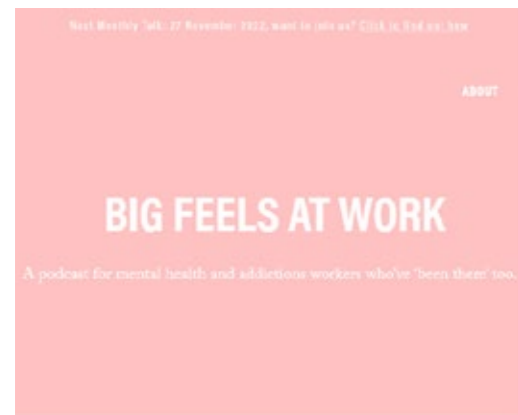 Next Monthly Talk: 27 November 2022, want to join us? Click to find out how
ABOUT
BIG FEELS AT WORK
A podcast for mental health and addictions workers who've 'been there' too.